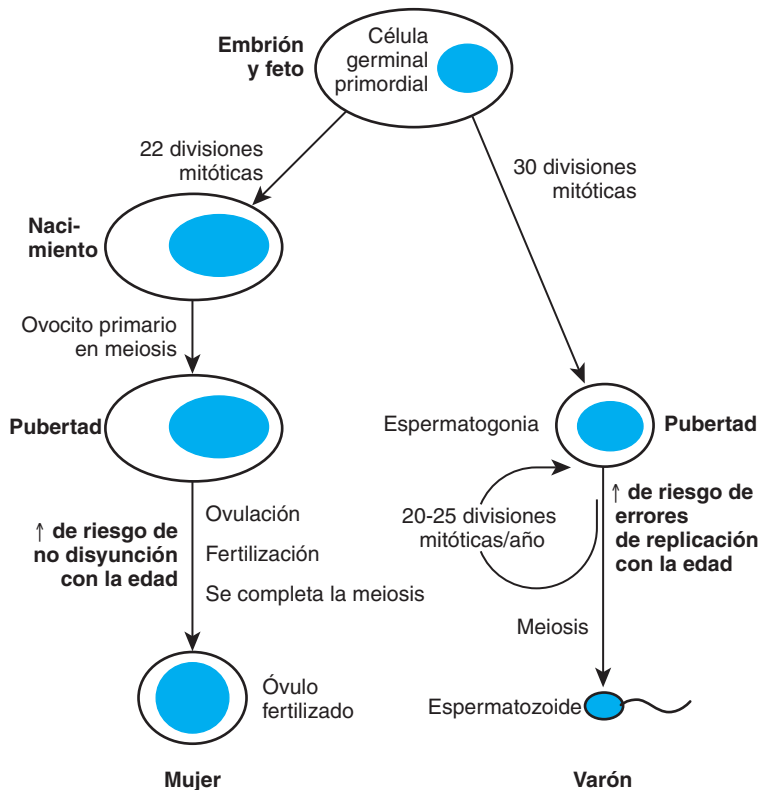 Embrión
y feto
Célula
germinal
primordial
22 divisiones
mitóticas
30 divisiones
mitóticas
Naci-
miento
Ovocito primario
en meiosis
Pubertad
Espermatogonia
Pubertad
↑ de riesgo de
no disyunción
con la edad
Ovulación
Fertilización
Se completa la meiosis
20-25 divisiones
mitóticas/año
↑ de riesgo de
errores
de replicación
con la edad
Meiosis
Óvulo
fertilizado
Espermatozoide
Mujer
Varón